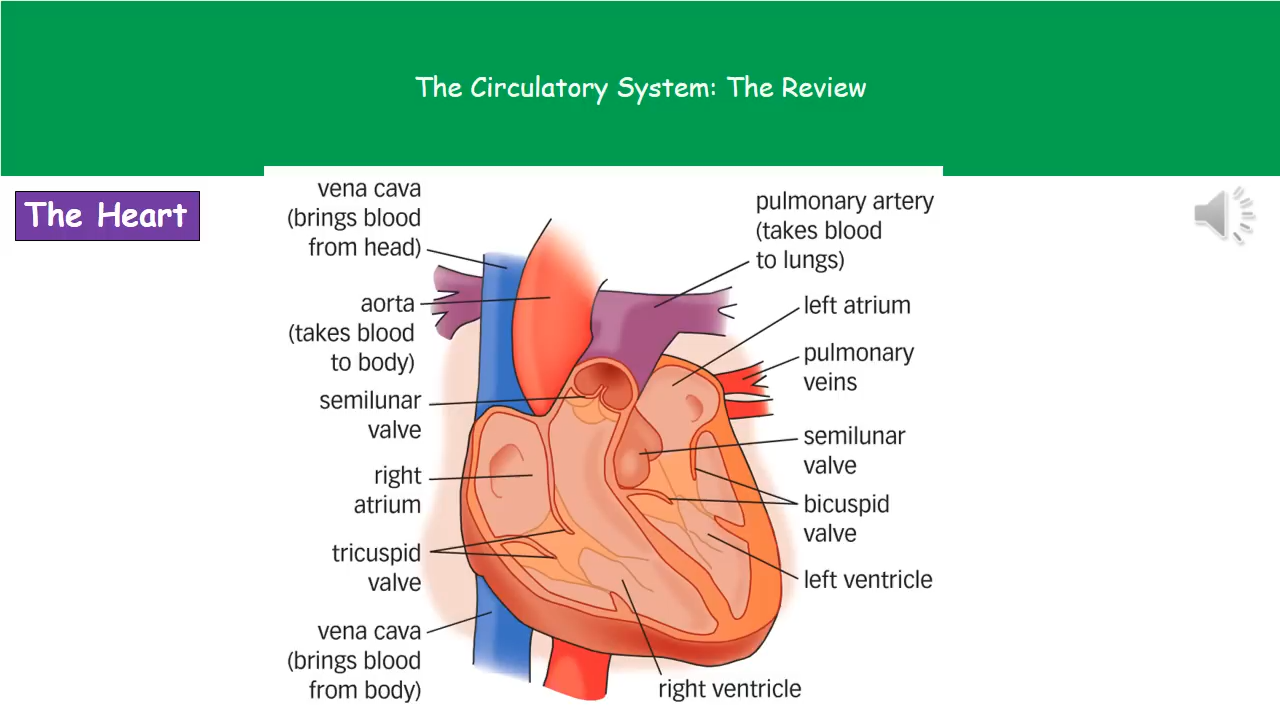 The Circulatory System: The Review
The Heart
vena cava
(brings blood
from head)
aorta
(takes blood
to body)
semilunar
valve
right
atrium
tricuspid
valve
vena cava
(brings blood
from body)
pulmonary artery
(takes blood
to lungs)
left atrium
pulmonary
veins
semilunar
valve
bicuspid
valve
left ventricle
right ventricle